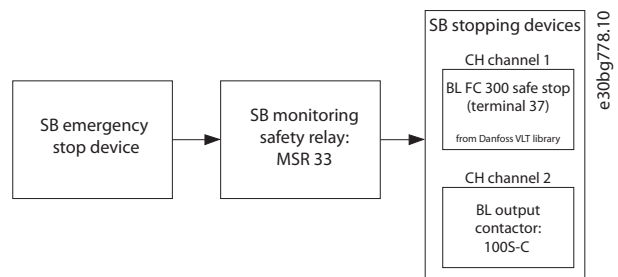 SB emergency
stop device
SB monitoring
safety relay:
MSR 33
SB stopping devices
CH channel 1
BL FC 300 safe stop
(terminal 37)
from Danfoss VLT library
CH channel 2
BL output
contactor:
100S-C
e30bg778.10